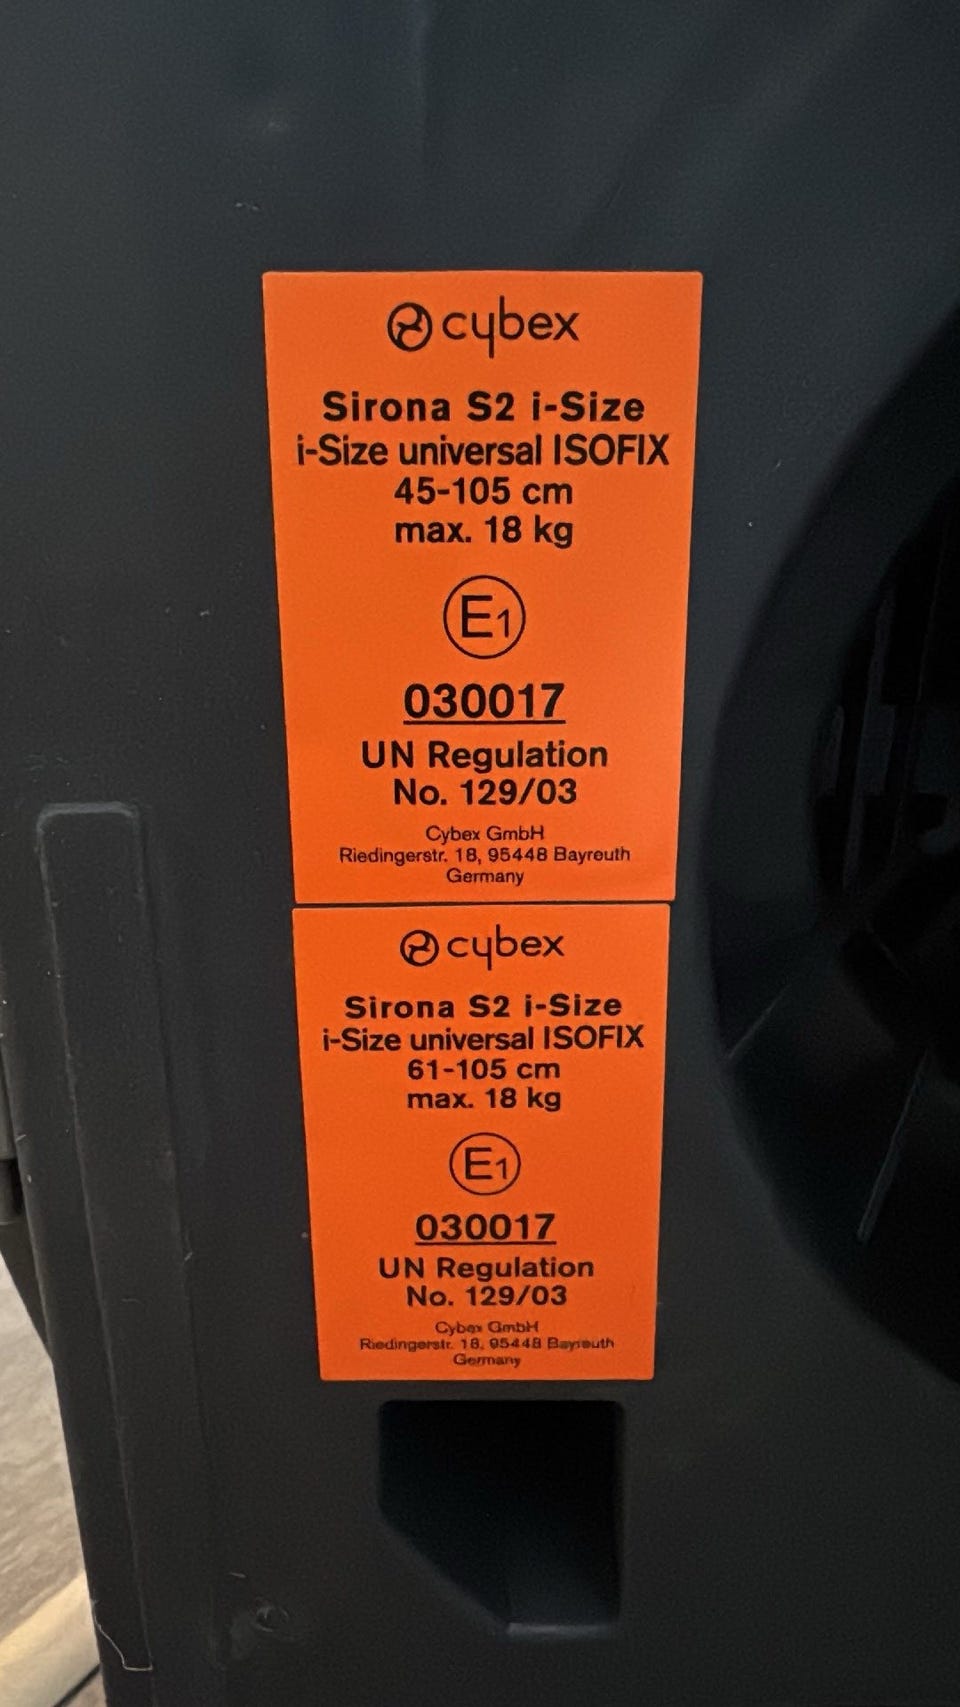 cybex
Sirona S2 i-Size
i-Size universal ISOFIX
45-105 cm
max. 18 kg
E1
030017
UN Regulation
No. 129/03
Cybex GmbH
Riedingerstr. 18, 95448 Bayreuth
Germany
cybex
Sirona S2 i-Size
i-Size universal ISOFIX
61-105 cm
max. 18 kg
E1
030017
UN Regulation
No. 129/03
Cybex GmbH
Riedingerstr. 18, 95448 Bayreuth
Germany